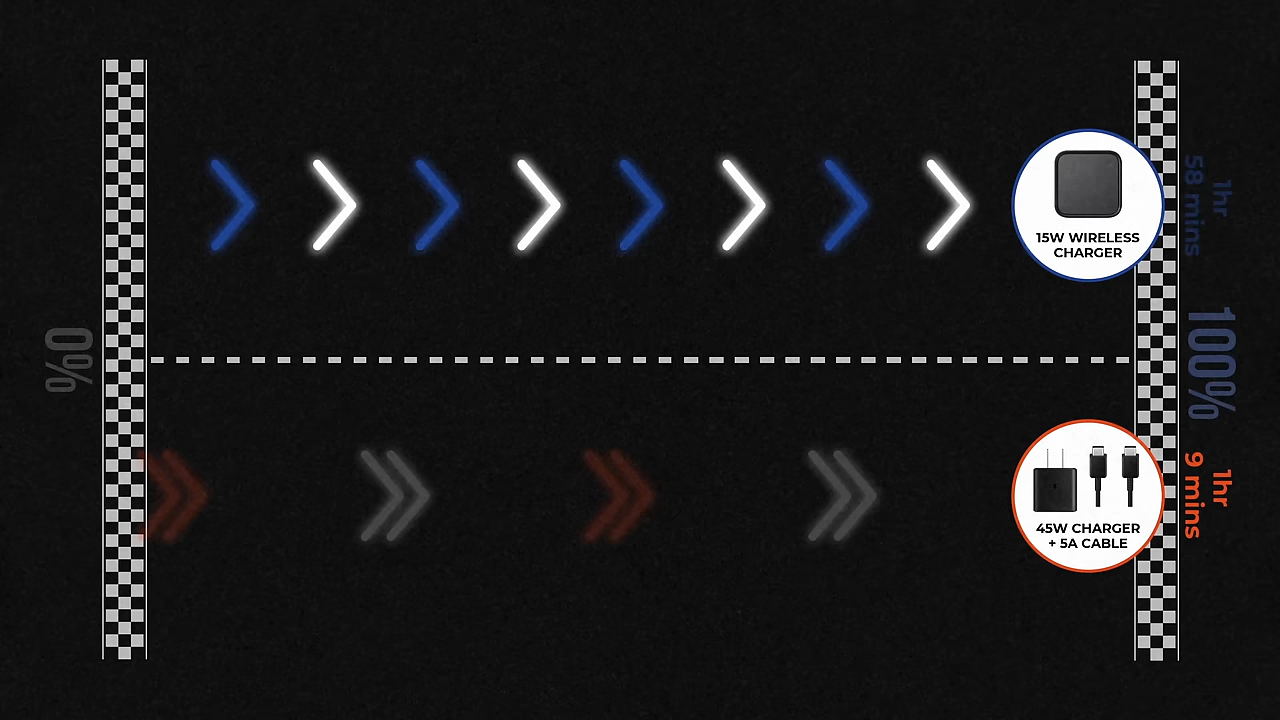 0%
15W WIRELESS
CHARGER
1hr
58 mins
100%
45W CHARGER
+ 5A CABLE
1hr
9 mins